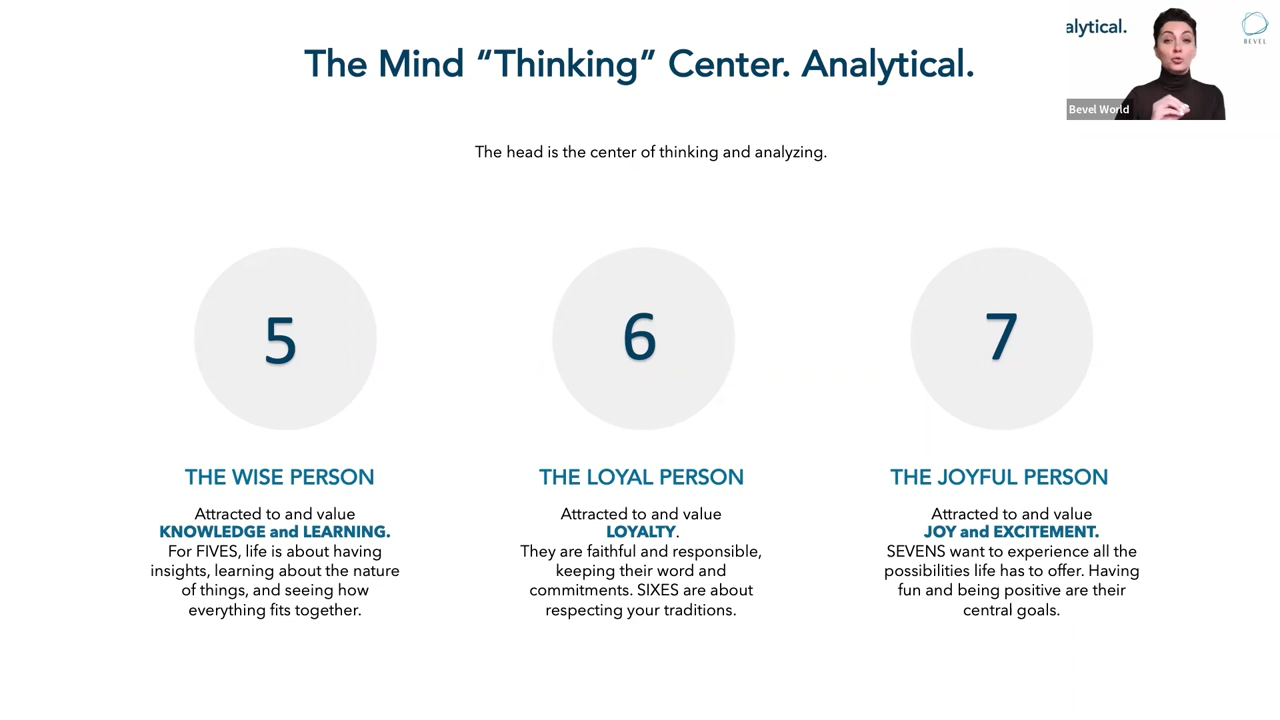 The Mind “Thinking” Center. Analytical.
alytical.
BEVEL
Bevel World
The head is the center of thinking and analyzing.
5
6
7
THE WISE PERSON
Attracted to and value
KNOWLEDGE and LEARNING.
For FIVES, life is about having
insights, learning about the nature
of things, and seeing how
everything fits together.
THE LOYAL PERSON
Attracted to and value
LOYALTY.
They are faithful and responsible,
keeping their word and
commitments. SIXES are about
respecting your traditions.
THE JOYFUL PERSON
Attracted to and value
JOY and EXCITEMENT.
SEVENS want to experience all the
possibilities life has to offer. Having
fun and being positive are their
central goals.